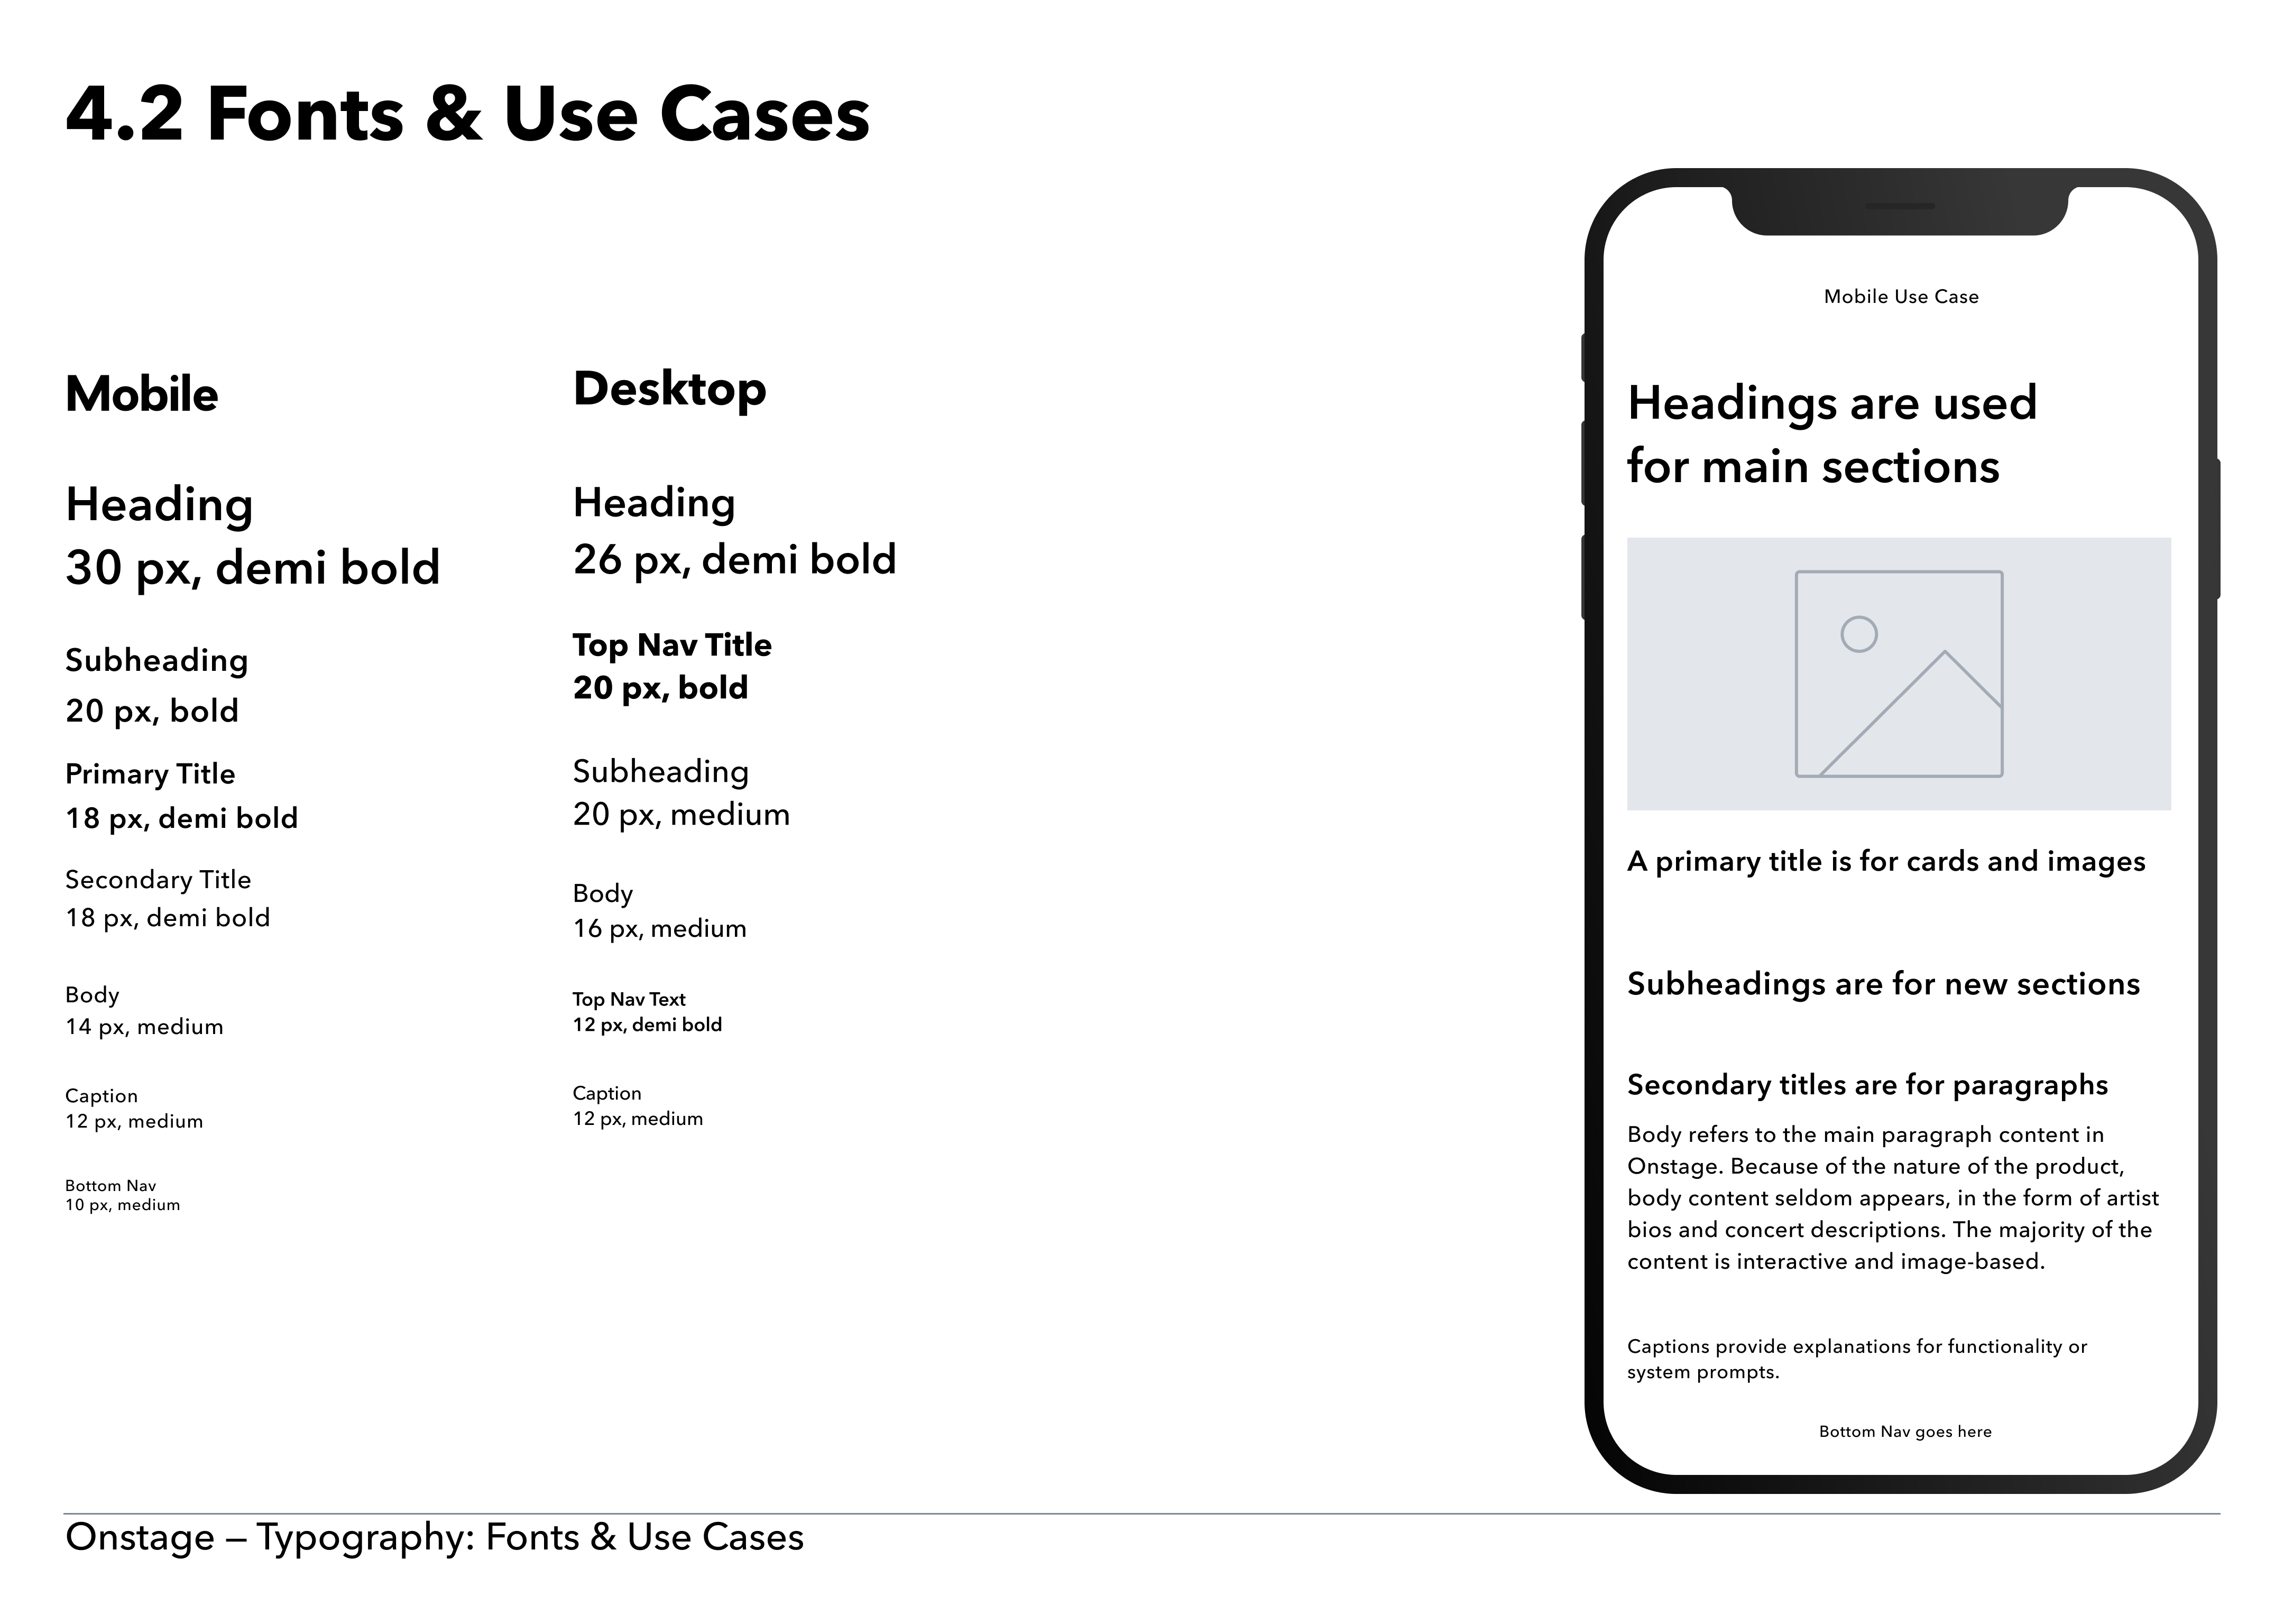 4.2 Fonts & Use Cases
Mobile
Heading
30 px, demi bold
Subheading
20 px, bold
Primary Title
18 px, demi bold
Secondary Title
18 px, demi bold
Body
14 px, medium
Caption
12 px, medium
Bottom Nav
10 px, medium
Desktop
Heading
26 px, demi bold
Top Nav Title
20 px, bold
Subheading
20 px, medium
Body
16 px, medium
Top Nav Text
12 px, demi bold
Caption
12 px, medium
Mobile Use Case
Headings are used
for main sections
A primary title is for cards and images
Subheadings are for new sections
Secondary titles are for paragraphs
Body refers to the main paragraph content in
Onstage. Because of the nature of the product,
body content seldom appears, in the form of artist
bios and concert descriptions. The majority of the
content is interactive and image-based.
Captions provide explanations for functionality or
system prompts.
Bottom Nav goes here
Onstage – Typography: Fonts & Use Cases